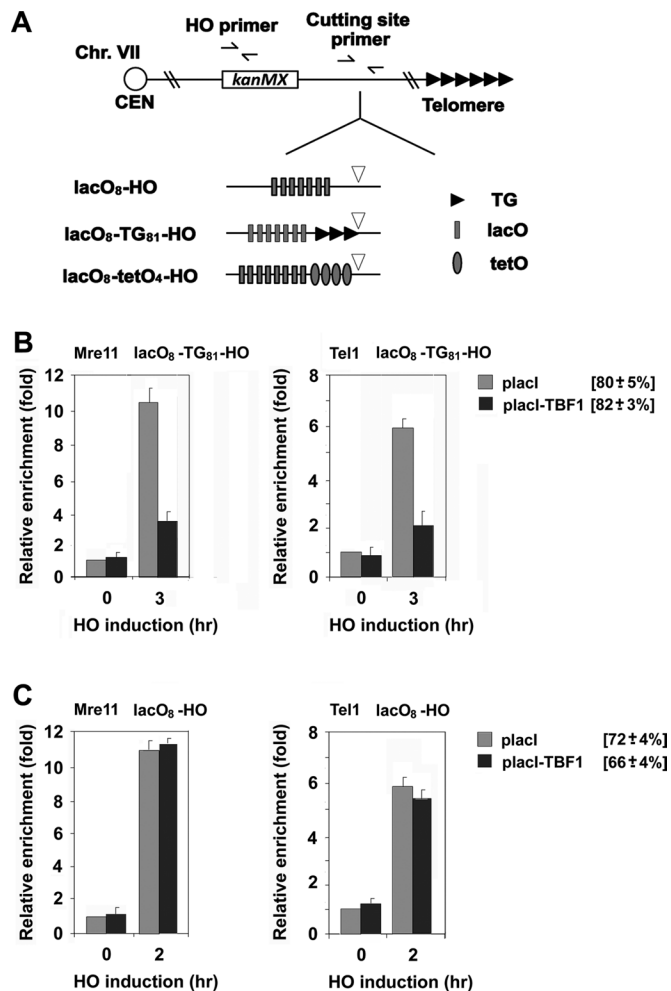 A
HO primer
Cutting site
primer
Chr. VII
kanMX
CEN
Telomere
lacO8-HO
lacO8-TG81-HO
lacO8-tetO4-HO
TG
lacO
tetO
B
Mre11 lacO8 -TG81-HO
Relative enrichment (fold)
12
10
8
6
4
2
0
0 3
HO induction (hr)
Tel1 lacO8 -TG81-HO
Relative enrichment (fold)
8
6
4
2
0
0 3
HO induction (hr)
placI [80±5%]
placI-TBF1 [82±3%]
C
Mre11 lacO8 -HO
Relative enrichment (fold)
12
10
8
6
4
2
0
0 2
HO induction (hr)
Tel1 lacO8 -HO
Relative enrichment (fold)
8
6
4
2
0
0 2
HO induction (hr)
placI [72±4%]
placI-TBF1 [66±4%]